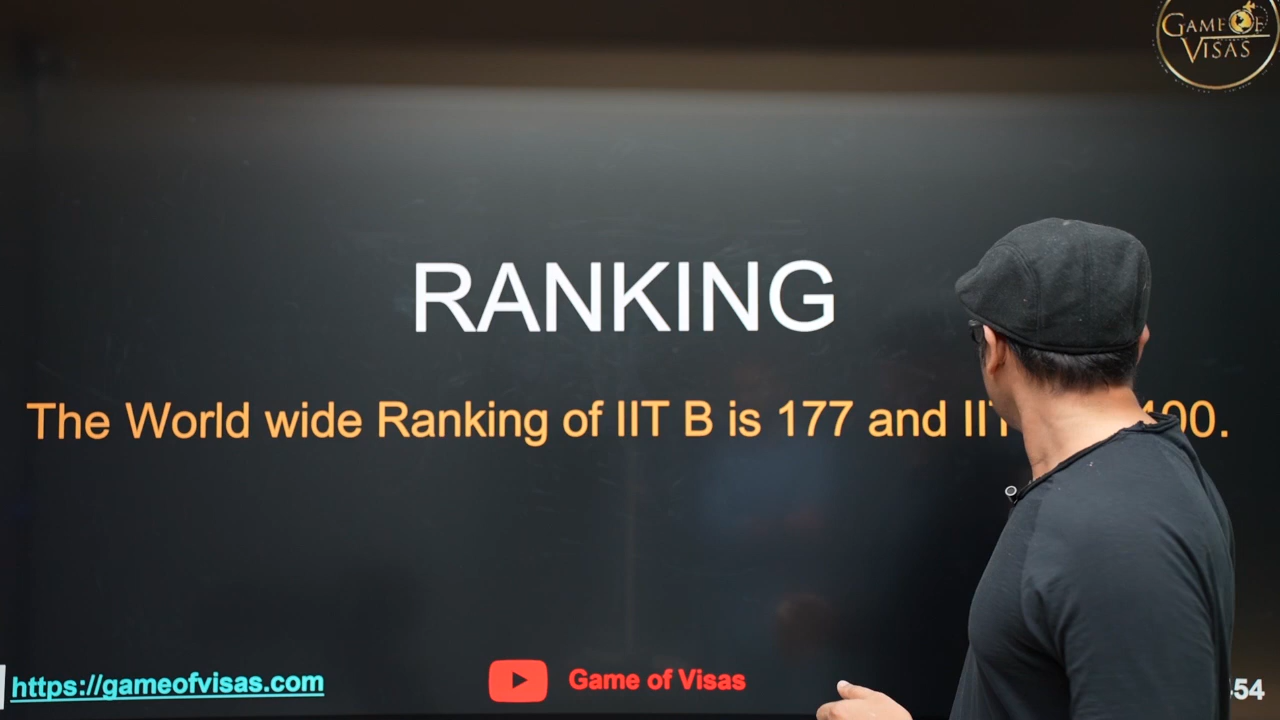 GAME OF
VISAS
RANKING
The World wide Ranking of IIT B is 177 and IIT
https://gameofvisas.com
Game of Visas